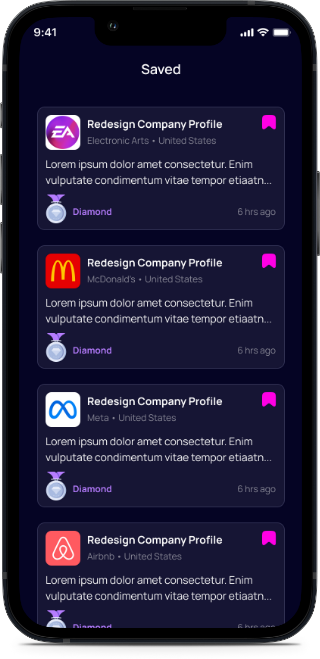 9:41
Saved
EA
Redesign Company Profile
Electronic Arts • United States
Lorem ipsum dolor amet consectetur. Enim
vulputate condimentum vitae tempor etiaatn...
Diamond
6 hrs ago
Redesign Company Profile
McDonald's • United States
Lorem ipsum dolor amet consectetur. Enim
vulputate condimentum vitae tempor etiaatn...
Diamond
6 hrs ago
Redesign Company Profile
Meta • United States
Lorem ipsum dolor amet consectetur. Enim
vulputate condimentum vitae tempor etiaatn...
Diamond
6 hrs ago
Redesign Company Profile
Airbnb • United States
Lorem ipsum dolor amet consectetur. Enim
vulputate condimentum vitae tempor etiaatn...
Diamond
6 hrs ago